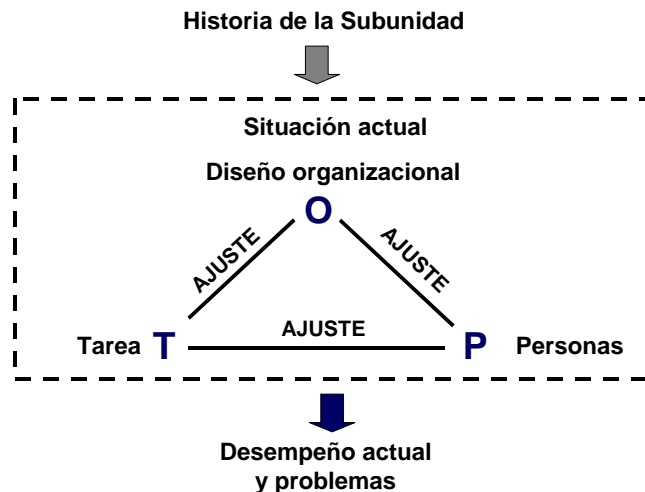 Historia de la Subunidad
Situación actual
Diseño organizacional
O
AJUSTE
AJUSTE
AJUSTE
Tarea T
P Personas
Desempeño actual
y problemas